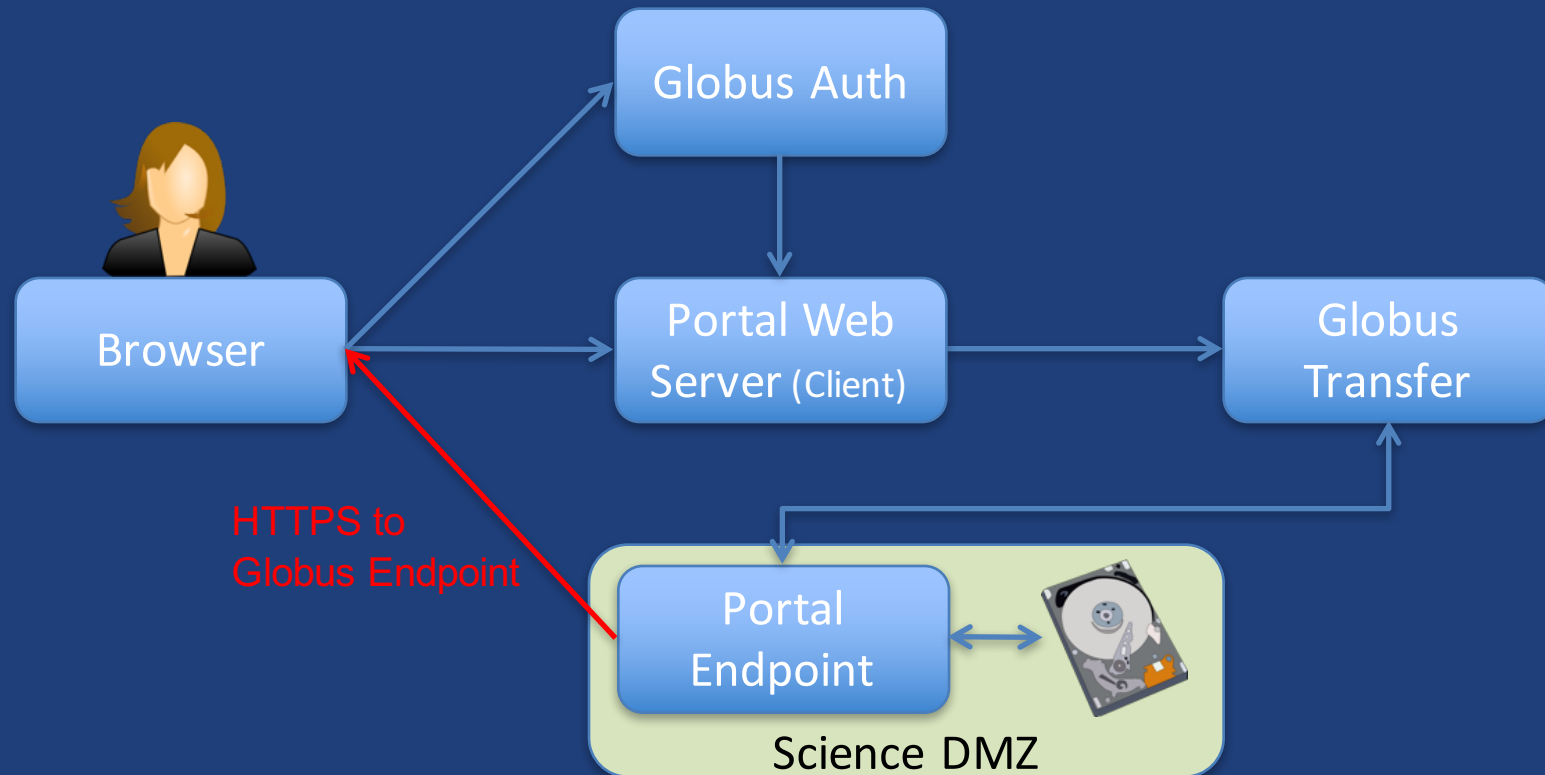 Globus Auth
Browser
Portal Web
Server (Client)
Globus
Transfer
HTTPS to
Globus Endpoint
Portal
Endpoint
Science DMZ